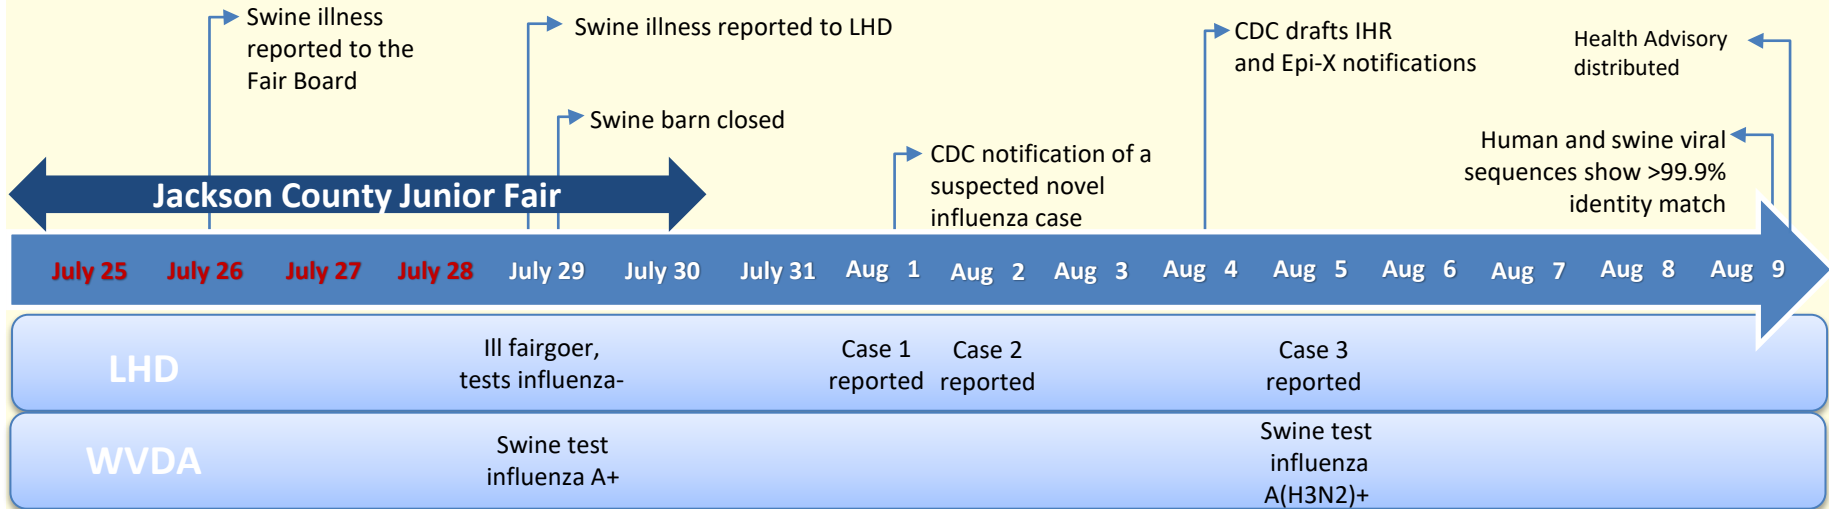 Swine illness
reported to the
Fair Board
Swine illness reported to LHD
Swine barn closed
CDC notification of a
suspected novel
influenza case
CDC drafts IHR
and Epi-X notifications
Health Advisory
distributed
Human and swine viral
sequences show >99.9%
identity match
Jackson County Junior Fair
July 25 July 26 July 27 July 28 July 29 July 30 July 31 Aug 1 Aug 2 Aug 3 Aug 4 Aug 5 Aug 6 Aug 7 Aug 8 Aug 9
LHD
Ill fairgoer,
tests influenza-
Case 1
reported
Case 2
reported
Case 3
reported
WVDA
Swine test
influenza A+
Swine test
influenza
A(H3N2)+